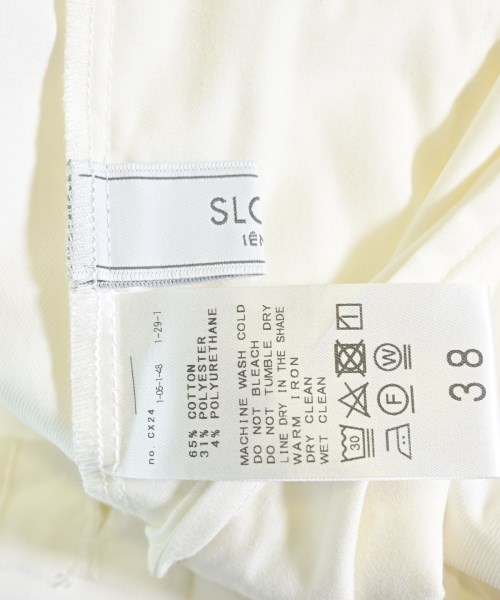 SLO
IÉN
no. CX24 1-05-1-48 1-29-1
65% COTTON
31% POLYESTER
4% POLYURETHANE
MACHINE WASH COLD
DO NOT BLEACH
DO NOT TUMBLE DRY
LINE DRY IN THE SHADE
WARM IRON
DRY CLEAN
WET CLEAN
30
F
W
38